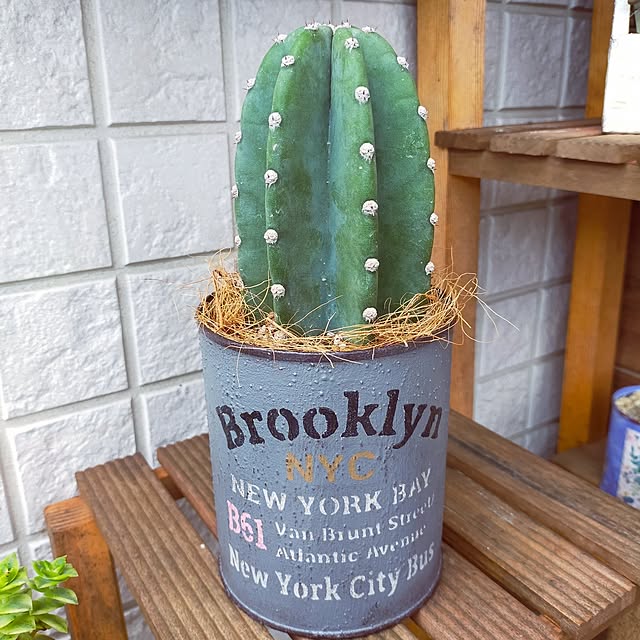 Brooklyn
NYC
NEW YORK BAY
B61 Van Brunt Street
Atlantic Avenue
New York City Bus